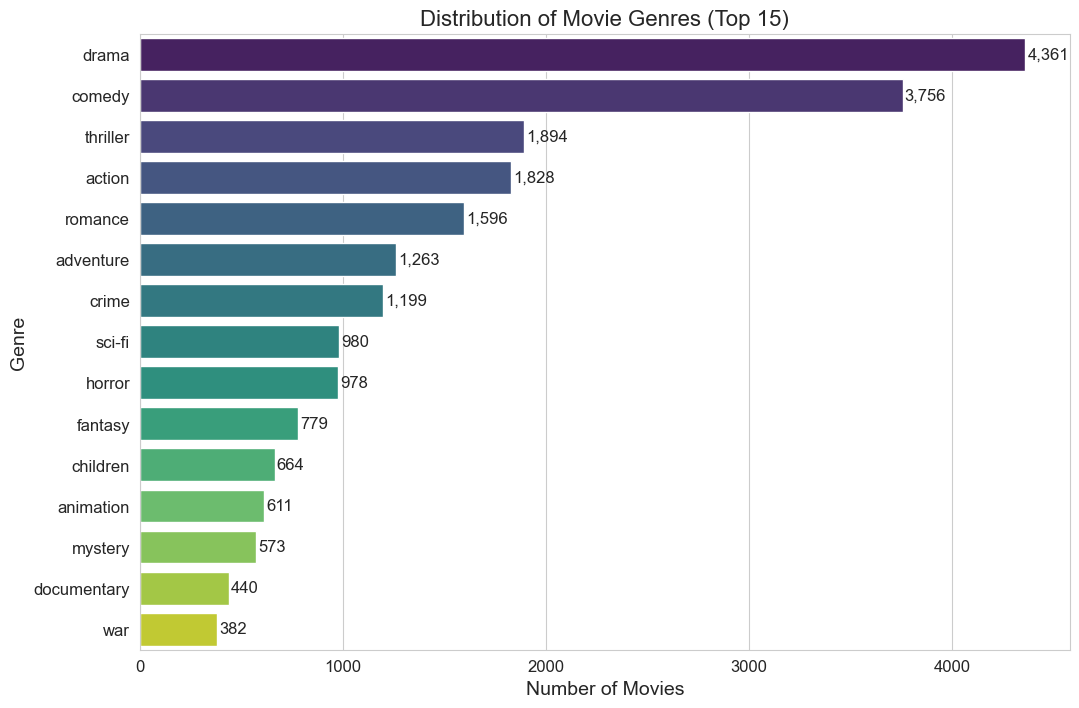 Distribution of Movie Genres (Top 15)
Genre
drama 4,361
comedy 3,756
thriller 1,894
action 1,828
romance 1,596
adventure 1,263
crime 1,199
sci-fi 980
horror 978
fantasy 779
children 664
animation 611
mystery 573
documentary 440
war 382
0 1000 2000 3000 4000
Number of Movies